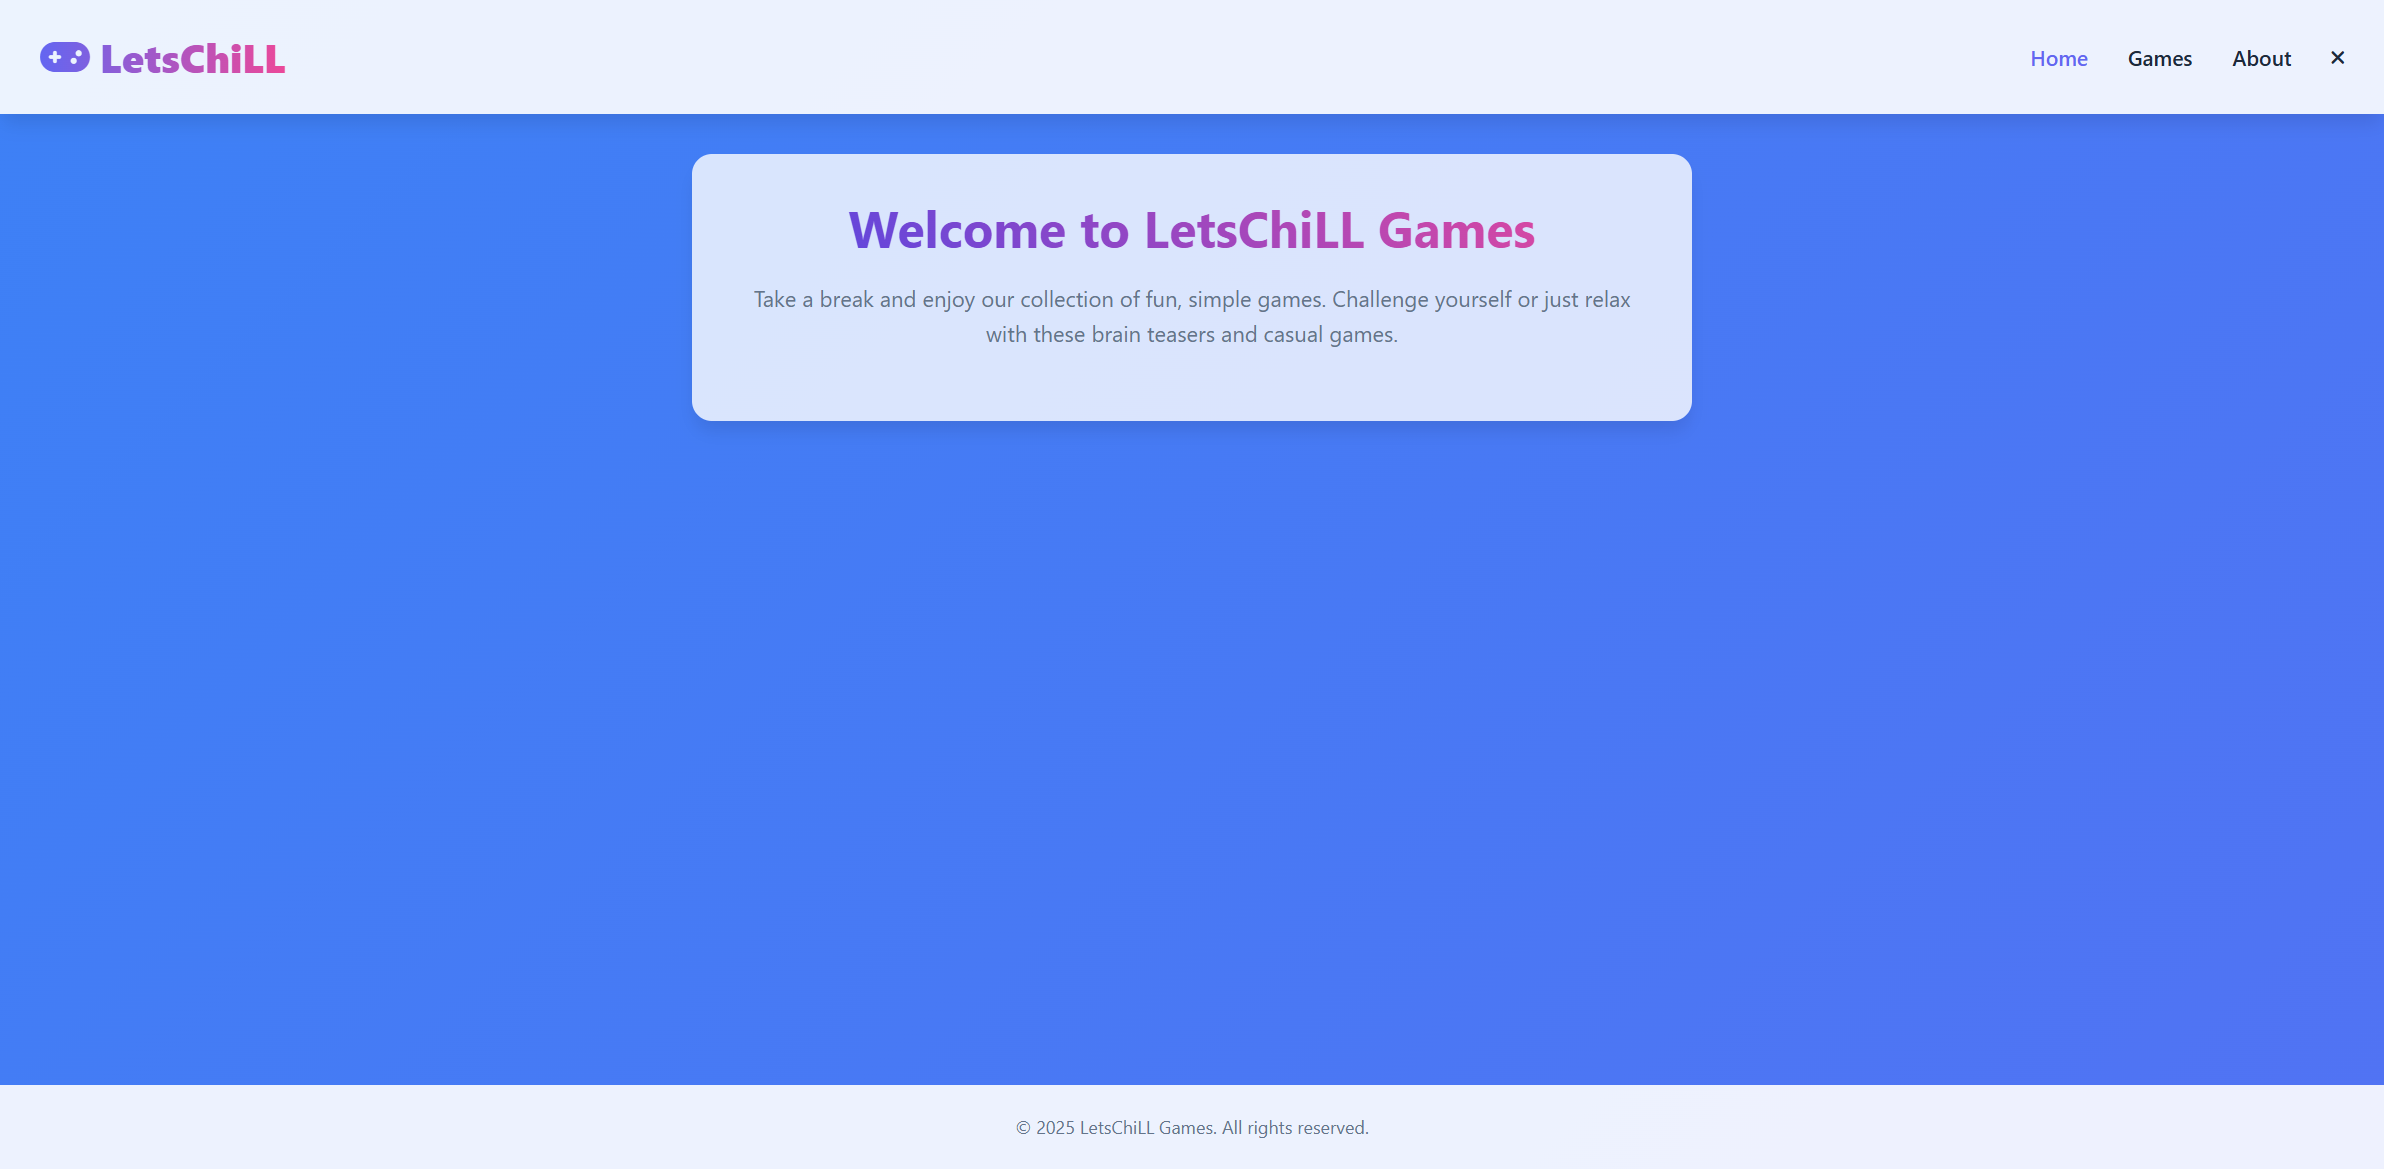 LetsChiLL
Home Games About ✕
Welcome to LetsChiLL Games
Take a break and enjoy our collection of fun, simple games. Challenge yourself or just relax
with these brain teasers and casual games.
© 2025 LetsChiLL Games. All rights reserved.